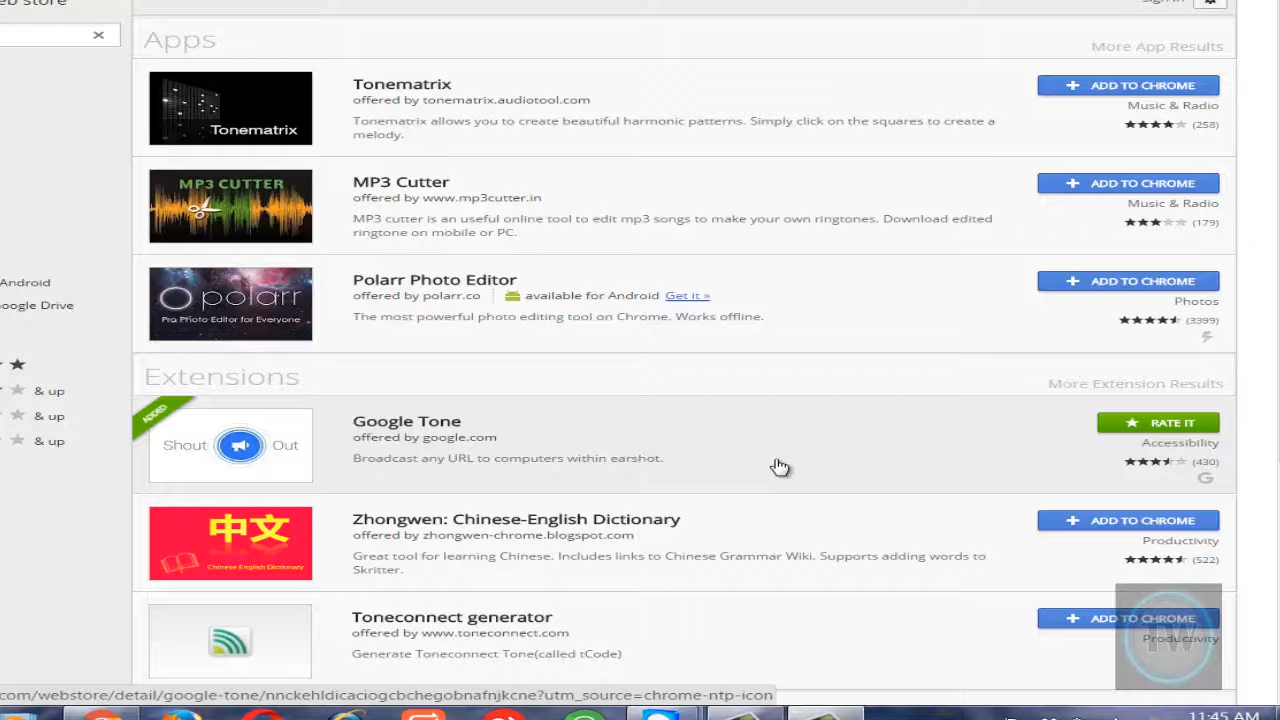 eb store
Sign in
×
Apps
More App Results
Tonematrix
Tonematrix
offered by tonematrix.audiotool.com
Tonematrix allows you to create beautiful harmonic patterns. Simply click on the squares to create a
melody.
+ ADD TO CHROME
Music & Radio
(258)
MP3 CUTTER
MP3 Cutter
offered by www.mp3cutter.in
MP3 cutter is an useful online tool to edit mp3 songs to make your own ringtones. Download edited
ringtone on mobile or PC.
+ ADD TO CHROME
Music & Radio
(179)
polarr
Pro Photo Editor for Everyone
Polarr Photo Editor
offered by polarr.co
available for Android Get it »
The most powerful photo editing tool on Chrome. Works offline.
+ ADD TO CHROME
Photos
(3399)
Android
oogle Drive
& up
& up
& up
Extensions
More Extension Results
ADDED
Shout Out
Google Tone
offered by google.com
Broadcast any URL to computers within earshot.
RATE IT
Accessibility
(430)
G
中文
Chinese English Dictionary
Zhongwen: Chinese-English Dictionary
offered by zhongwen-chrome.blogspot.com
Great tool for learning Chinese. Includes links to Chinese Grammar Wiki. Supports adding words to
Skritter.
+ ADD TO CHROME
Productivity
(522)
Toneconnect generator
offered by www.toneconnect.com
Generate Toneconnect Tone(called tCode)
+ ADD TO CHROME
Productivity
TW
com/webstore/detail/google-tone/nnckehldicaciogcbchegobnafnjkcne?utm_source=chrome-ntp-icon
11:45 AM